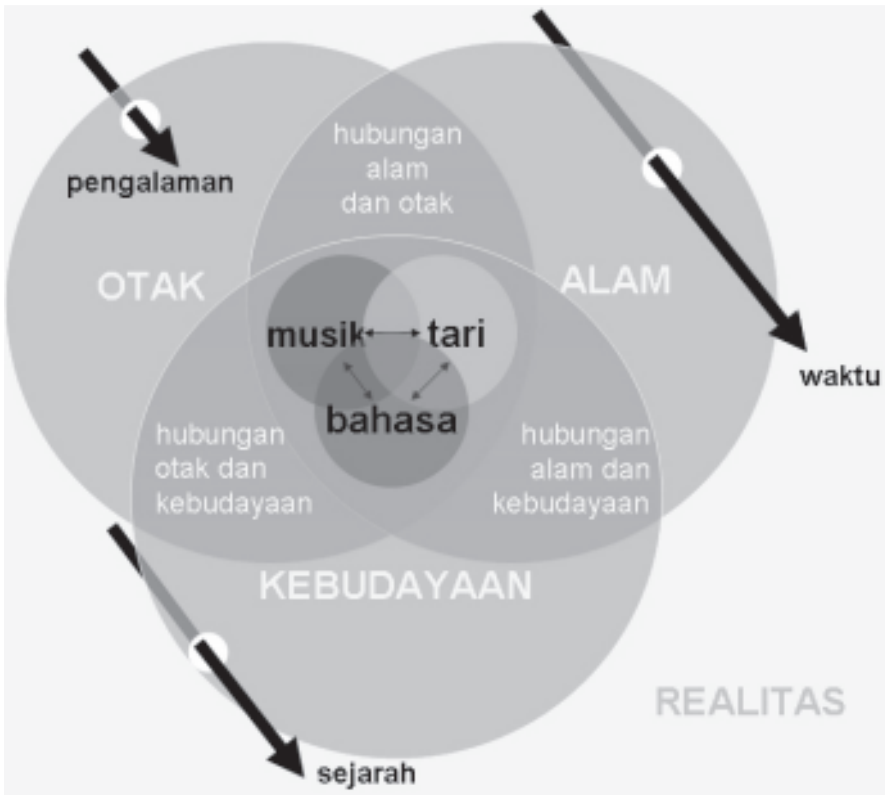 hubungan
alam
dan otak
pengalaman
OTAK
ALAM
musik
tari
waktu
bahasa
hubungan
otak dan
kebudayaan
hubungan
alam dan
kebudayaan
KEBUDAYAAN
REALITAS
sejarah